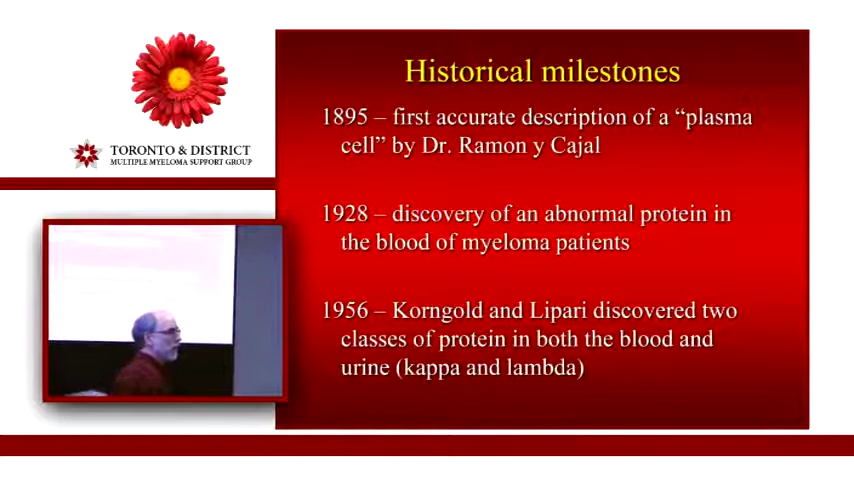 TORONTO & DISTRICT
MULTIPLE MYELOMA SUPPORT GROUP
Historical milestones
1895 – first accurate description of a “plasma
cell” by Dr. Ramon y Cajal
1928 – discovery of an abnormal protein in
the blood of myeloma patients
1956 – Korngold and Lipari discovered two
classes of protein in both the blood and
urine (kappa and lambda)